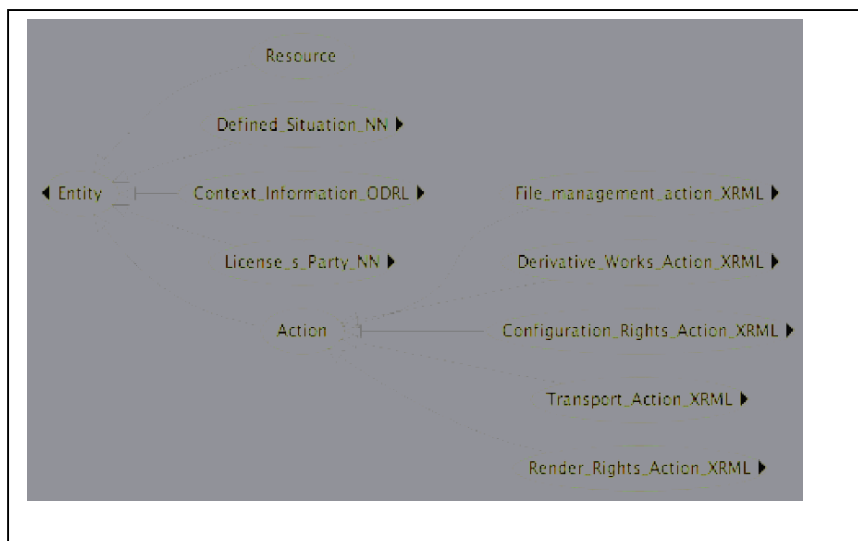 Resource
Defined_Situation_NN
Entity
Context_Information_ODRL
File_management_action_XRML
License_s_Party_NN
Derivative_Works_Action_XRML
Action
Configuration_Rights_Action_XRML
Transport_Action_XRML
Render_Rights_Action_XRML